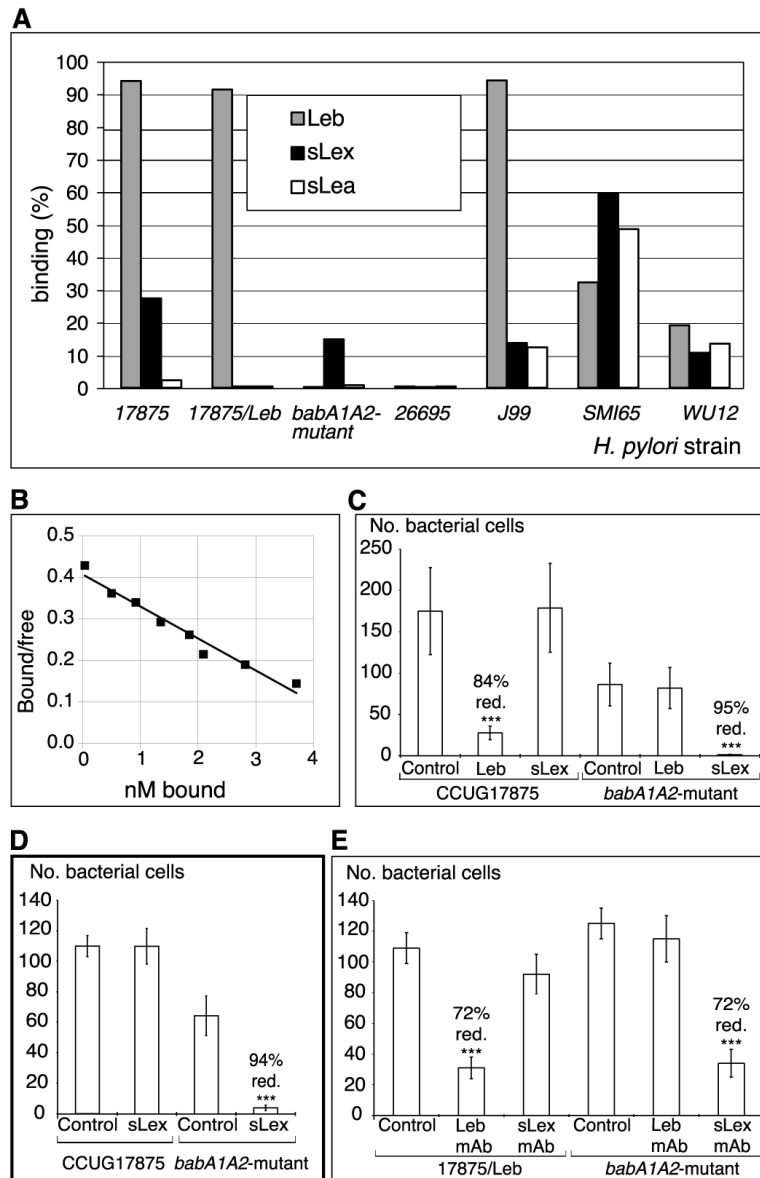 A
100
90
80
70
60
50
40
30
20
10
0
binding (%)
Leb
sLex
sLea
17875 17875/Leb babA1A2- 26695 J99 SMI65 WU12
mutant
H. pylori strain
B
0.5
0.4
0.3
0.2
0.1
0.0
Bound/free
0 1 2 3 4
nM bound
C
No. bacterial cells
250
200
150
100
50
0
84%
red.
***
95%
red.
***
Control Leb sLex Control Leb sLex
CCUG17875 babA1A2-mutant
D
No. bacterial cells
140
120
100
80
60
40
20
0
94%
red.
***
Control sLex Control sLex
CCUG17875 babA1A2-mutant
E
No. bacterial cells
140
120
100
80
60
40
20
0
72%
red.
***
72%
red.
***
Control Leb sLex Control Leb sLex
mAb mAb mAb mAb
17875/Leb babA1A2-mutant